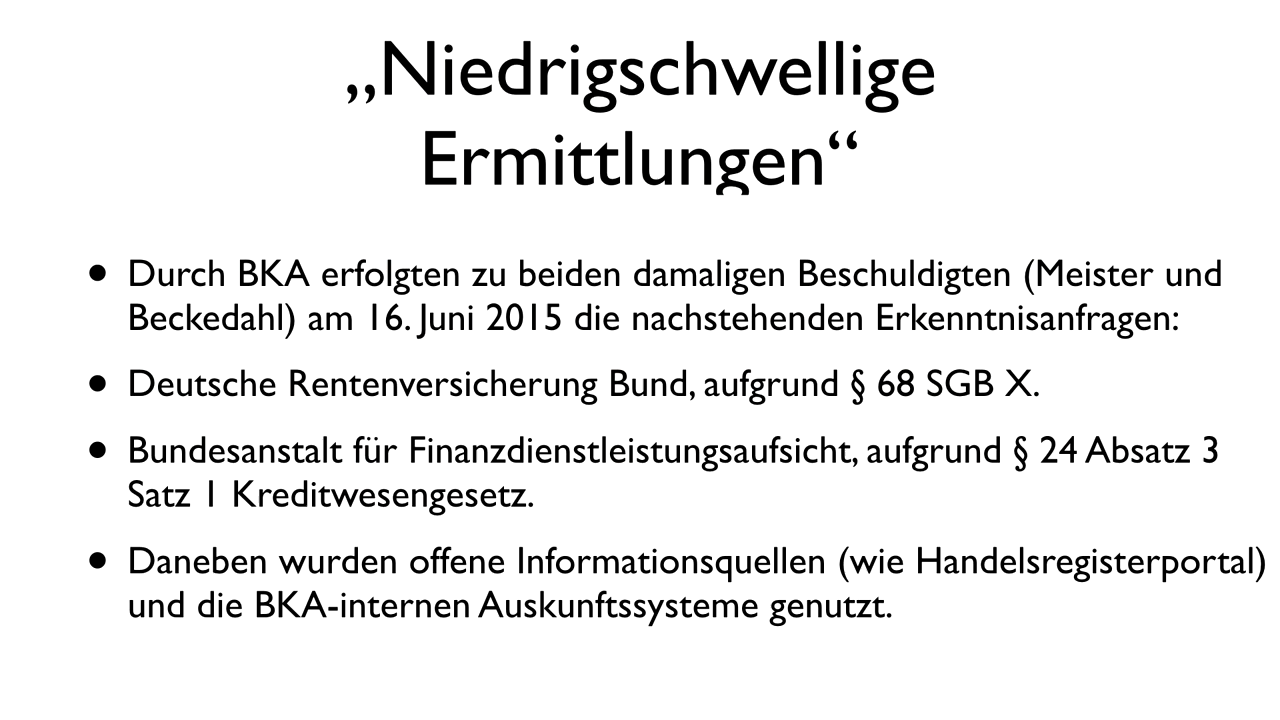 „Niedrigschwellige
Ermittlungen“
• Durch BKA erfolgten zu beiden damaligen Beschuldigten (Meister und
Beckedahl) am 16. Juni 2015 die nachstehenden Erkenntnisanfragen:
• Deutsche Rentenversicherung Bund, aufgrund § 68 SGB X.
• Bundesanstalt für Finanzdienstleistungsaufsicht, aufgrund § 24 Absatz 3
Satz 1 Kreditwesengesetz.
• Daneben wurden offene Informationsquellen (wie Handelsregisterportal)
und die BKA-internen Auskunftssysteme genutzt.